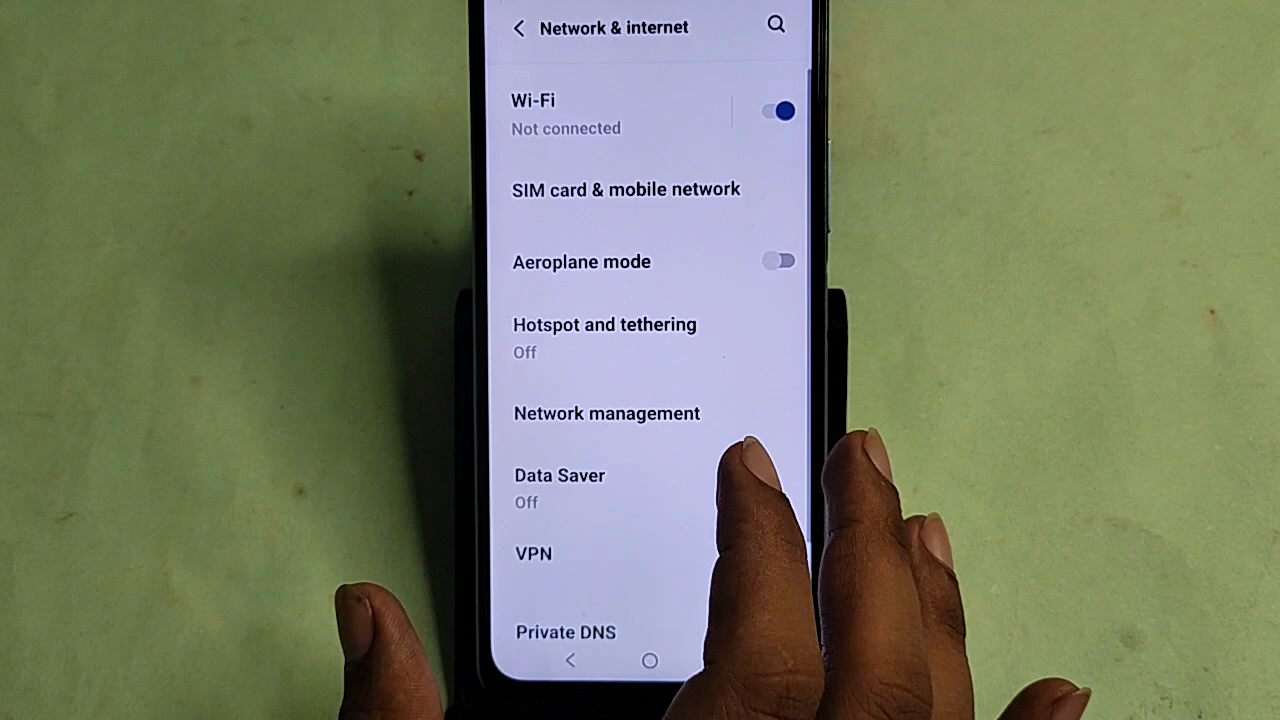 Network & internet
Wi-Fi
Not connected
SIM card & mobile network
Aeroplane mode
Hotspot and tethering
Off
Network management
Data Saver
Off
VPN
Private DNS